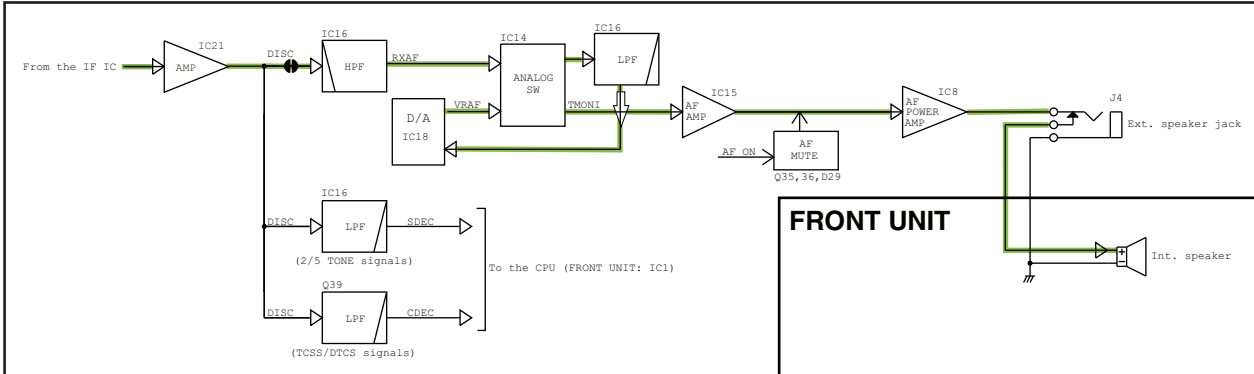 IC21
AMP
From the IF IC
DISC
IC16
HPF
RXAF
IC14
ANALOG
SW
IC16
LPF
D/A
IC18
VRAF
TMONI
IC15
AF
AMP
AF ON
AF
MUTE
Q35,36,D29
IC8
AF
POWER
AMP
J4
Ext. speaker jack
IC16
DISC
LPF
SDEC
(2/5 TONE signals)
To the CPU (FRONT UNIT: IC1)
Q39
DISC
LPF
CDEC
(TCSS/DTCS signals)
FRONT UNIT
+
-
Int. speaker